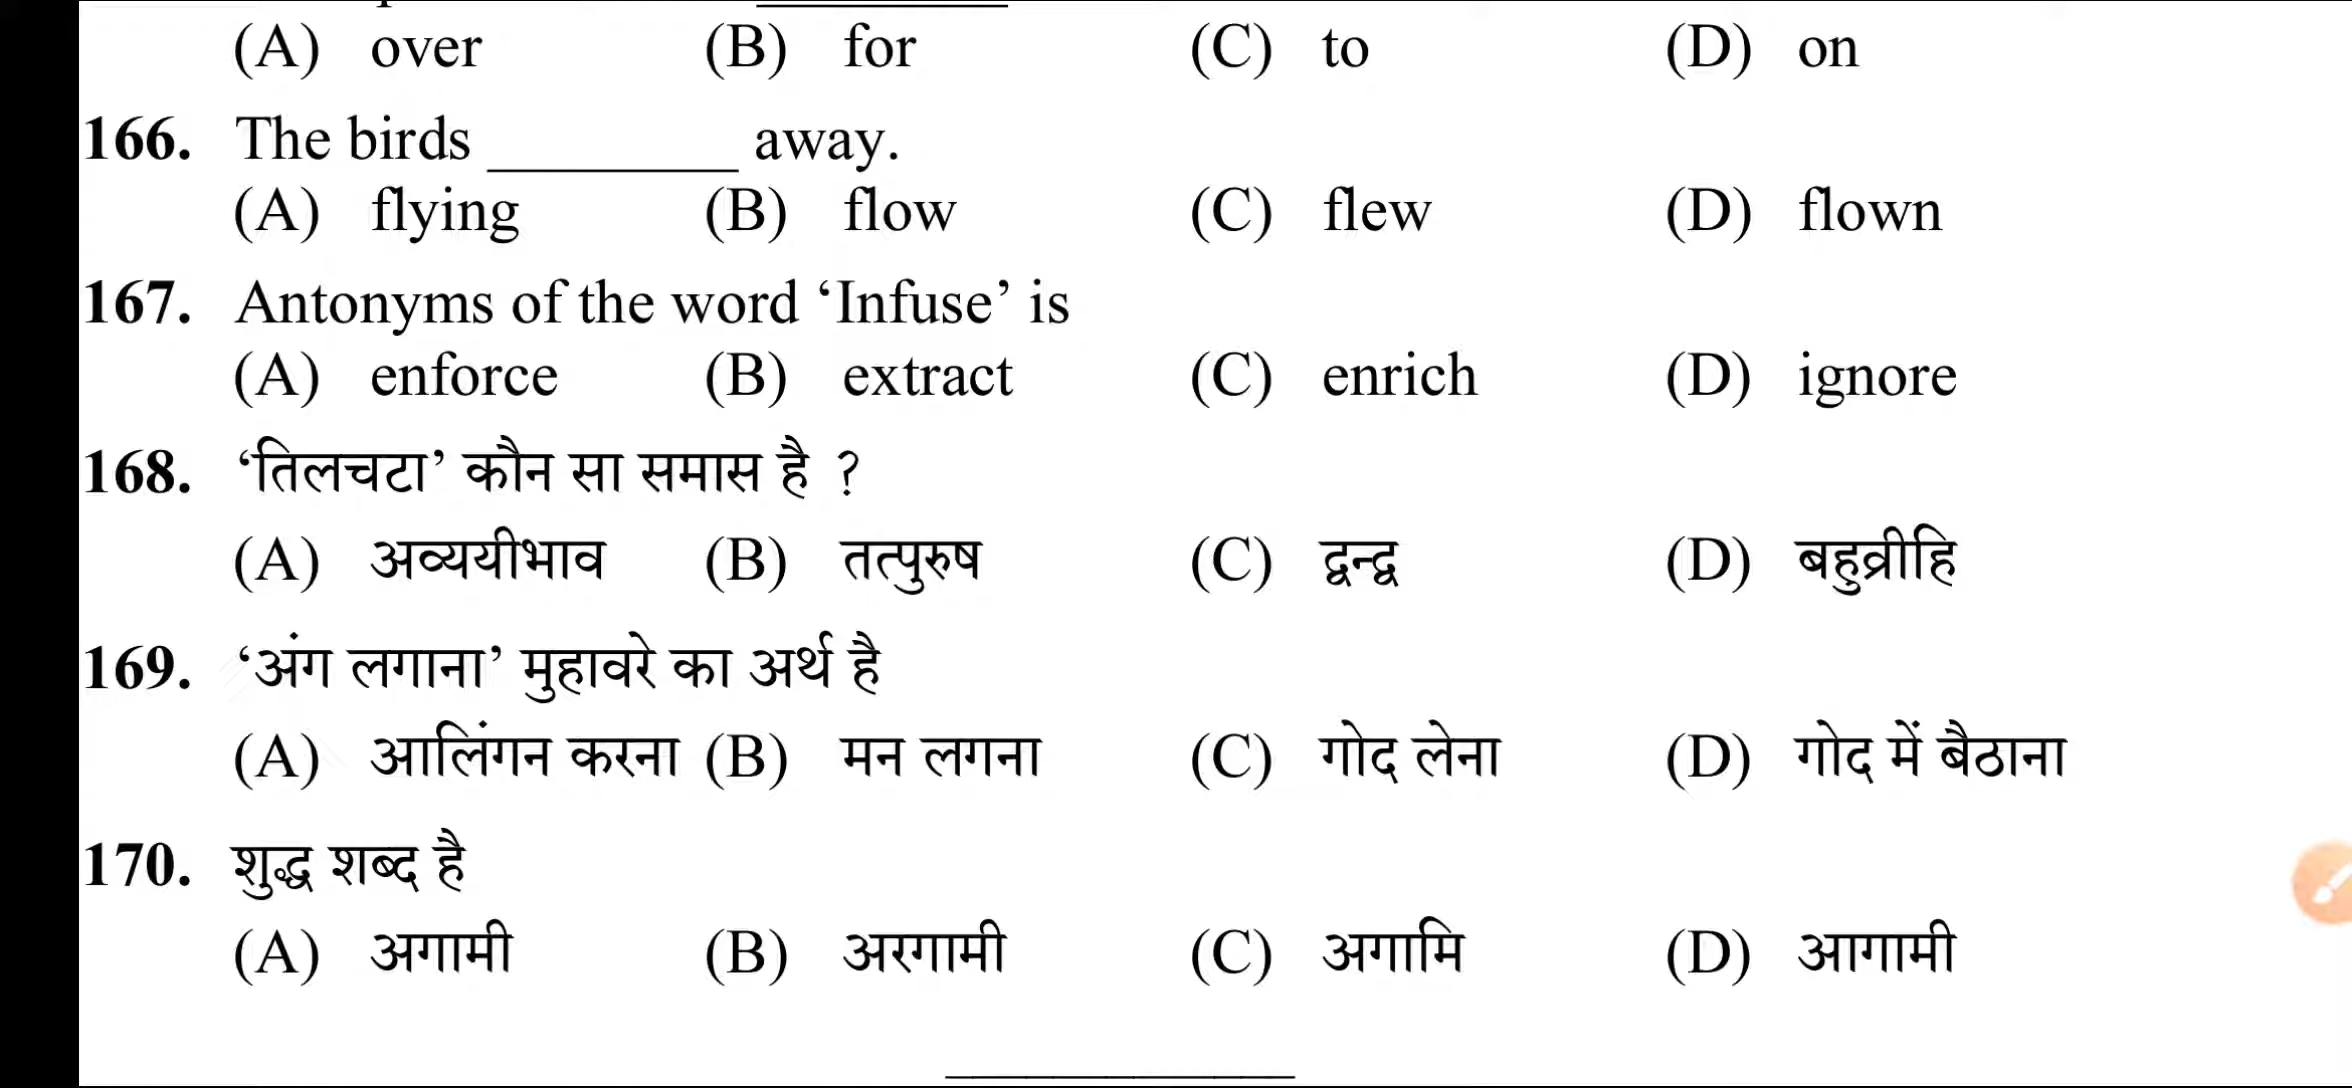 (A) over (B) for (C) to (D) on
166. The birds __________ away.
(A) flying (B) flow (C) flew (D) flown
167. Antonyms of the word ‘Infuse’ is
(A) enforce (B) extract (C) enrich (D) ignore
168. ‘तिलचटा’ कौन सा समास है ?
(A) अव्ययीभाव (B) तत्पुरुष (C) द्वन्द्व (D) बहुव्रीहि
169. ‘अंग लगाना’ मुहावरे का अर्थ है
(A) आलिंगन करना (B) मन लगना (C) गोद लेना (D) गोद में बैठाना
170. शुद्ध शब्द है
(A) अगामी (B) अरगामी (C) अगामि (D) आगामी